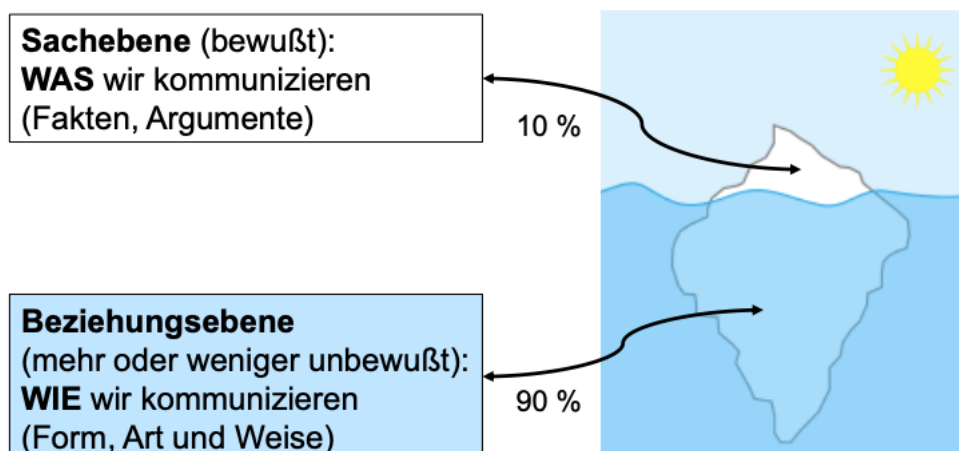 Sachebene (bewußt):
WAS wir kommunizieren
(Fakten, Argumente)
10 %
Beziehungsebene
(mehr oder weniger unbewußt):
WIE wir kommunizieren
(Form, Art und Weise)
90 %